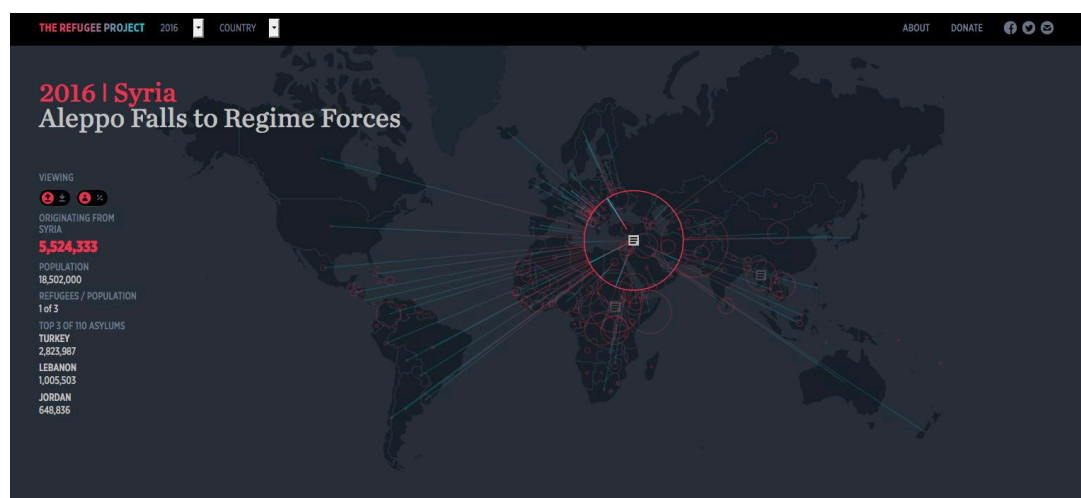 THE REFUGEE PROJECT 2016 COUNTRY ABOUT DONATE
2016 | Syria
Aleppo Falls to Regime Forces
VIEWING
ORIGINATING FROM
SYRIA
5,524,333
POPULATION
18,502,000
REFUGEES / POPULATION
1 of 3
TOP 3 OF 110 ASYLUMS
TURKEY
2,823,987
LEBANON
1,005,503
JORDAN
648,836